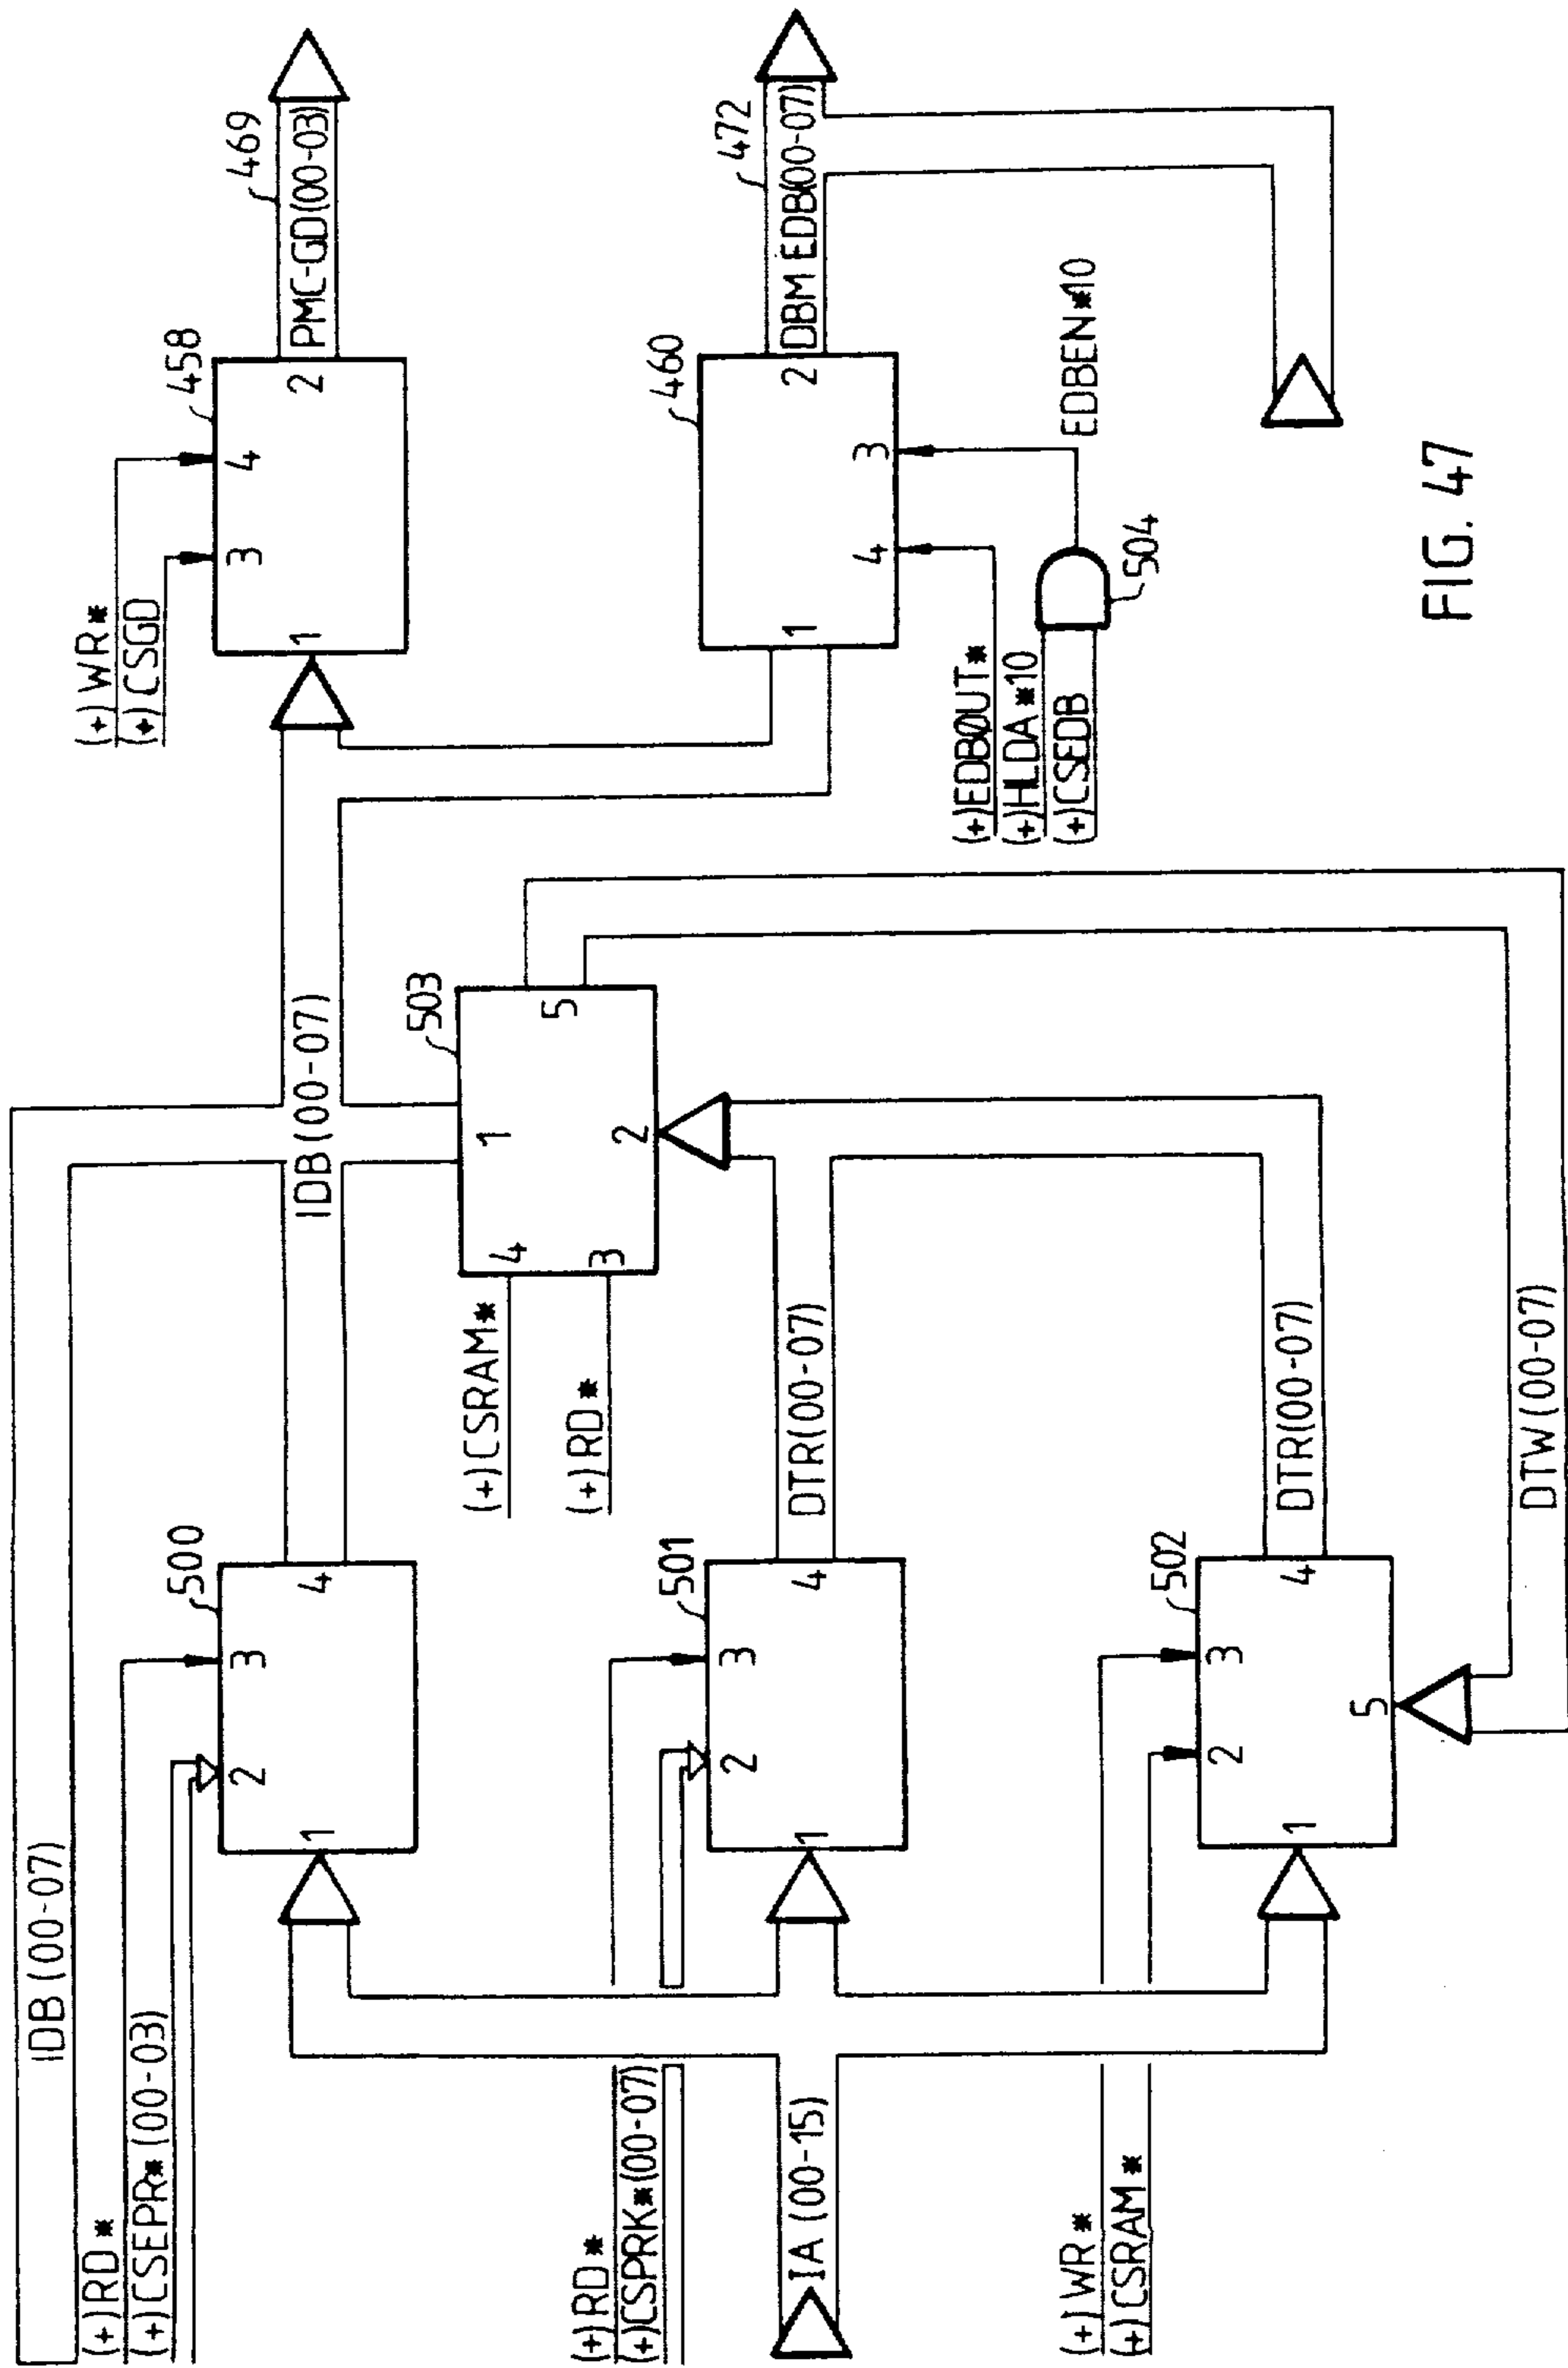 IDB (00-07)
(+)RD*
(+)CSEPR*(00-03)
500
1
2
3
4
(+)RD*
(+)CSPRK*(00-07)
501
1
2
3
4
IA (00-15)
(+)WR*
(+)CSRAM*
502
1
2
3
4
5
IDB (00-07)
(+)CSRAM*
(+)RD*
503
1
2
3
4
5
DTR(00-07)
DTR(00-07)
DTW(00-07)
(+)WR*
(+)CSGD
458
1
2
3
4
469
PMC-GD(00-03)
460
1
2
3
4
472
DBM EDB(00-07)
(+)EDBØUT*
(+)HLDA*10
(+)CSEDB
504
EDBEN*10
FIG. 47